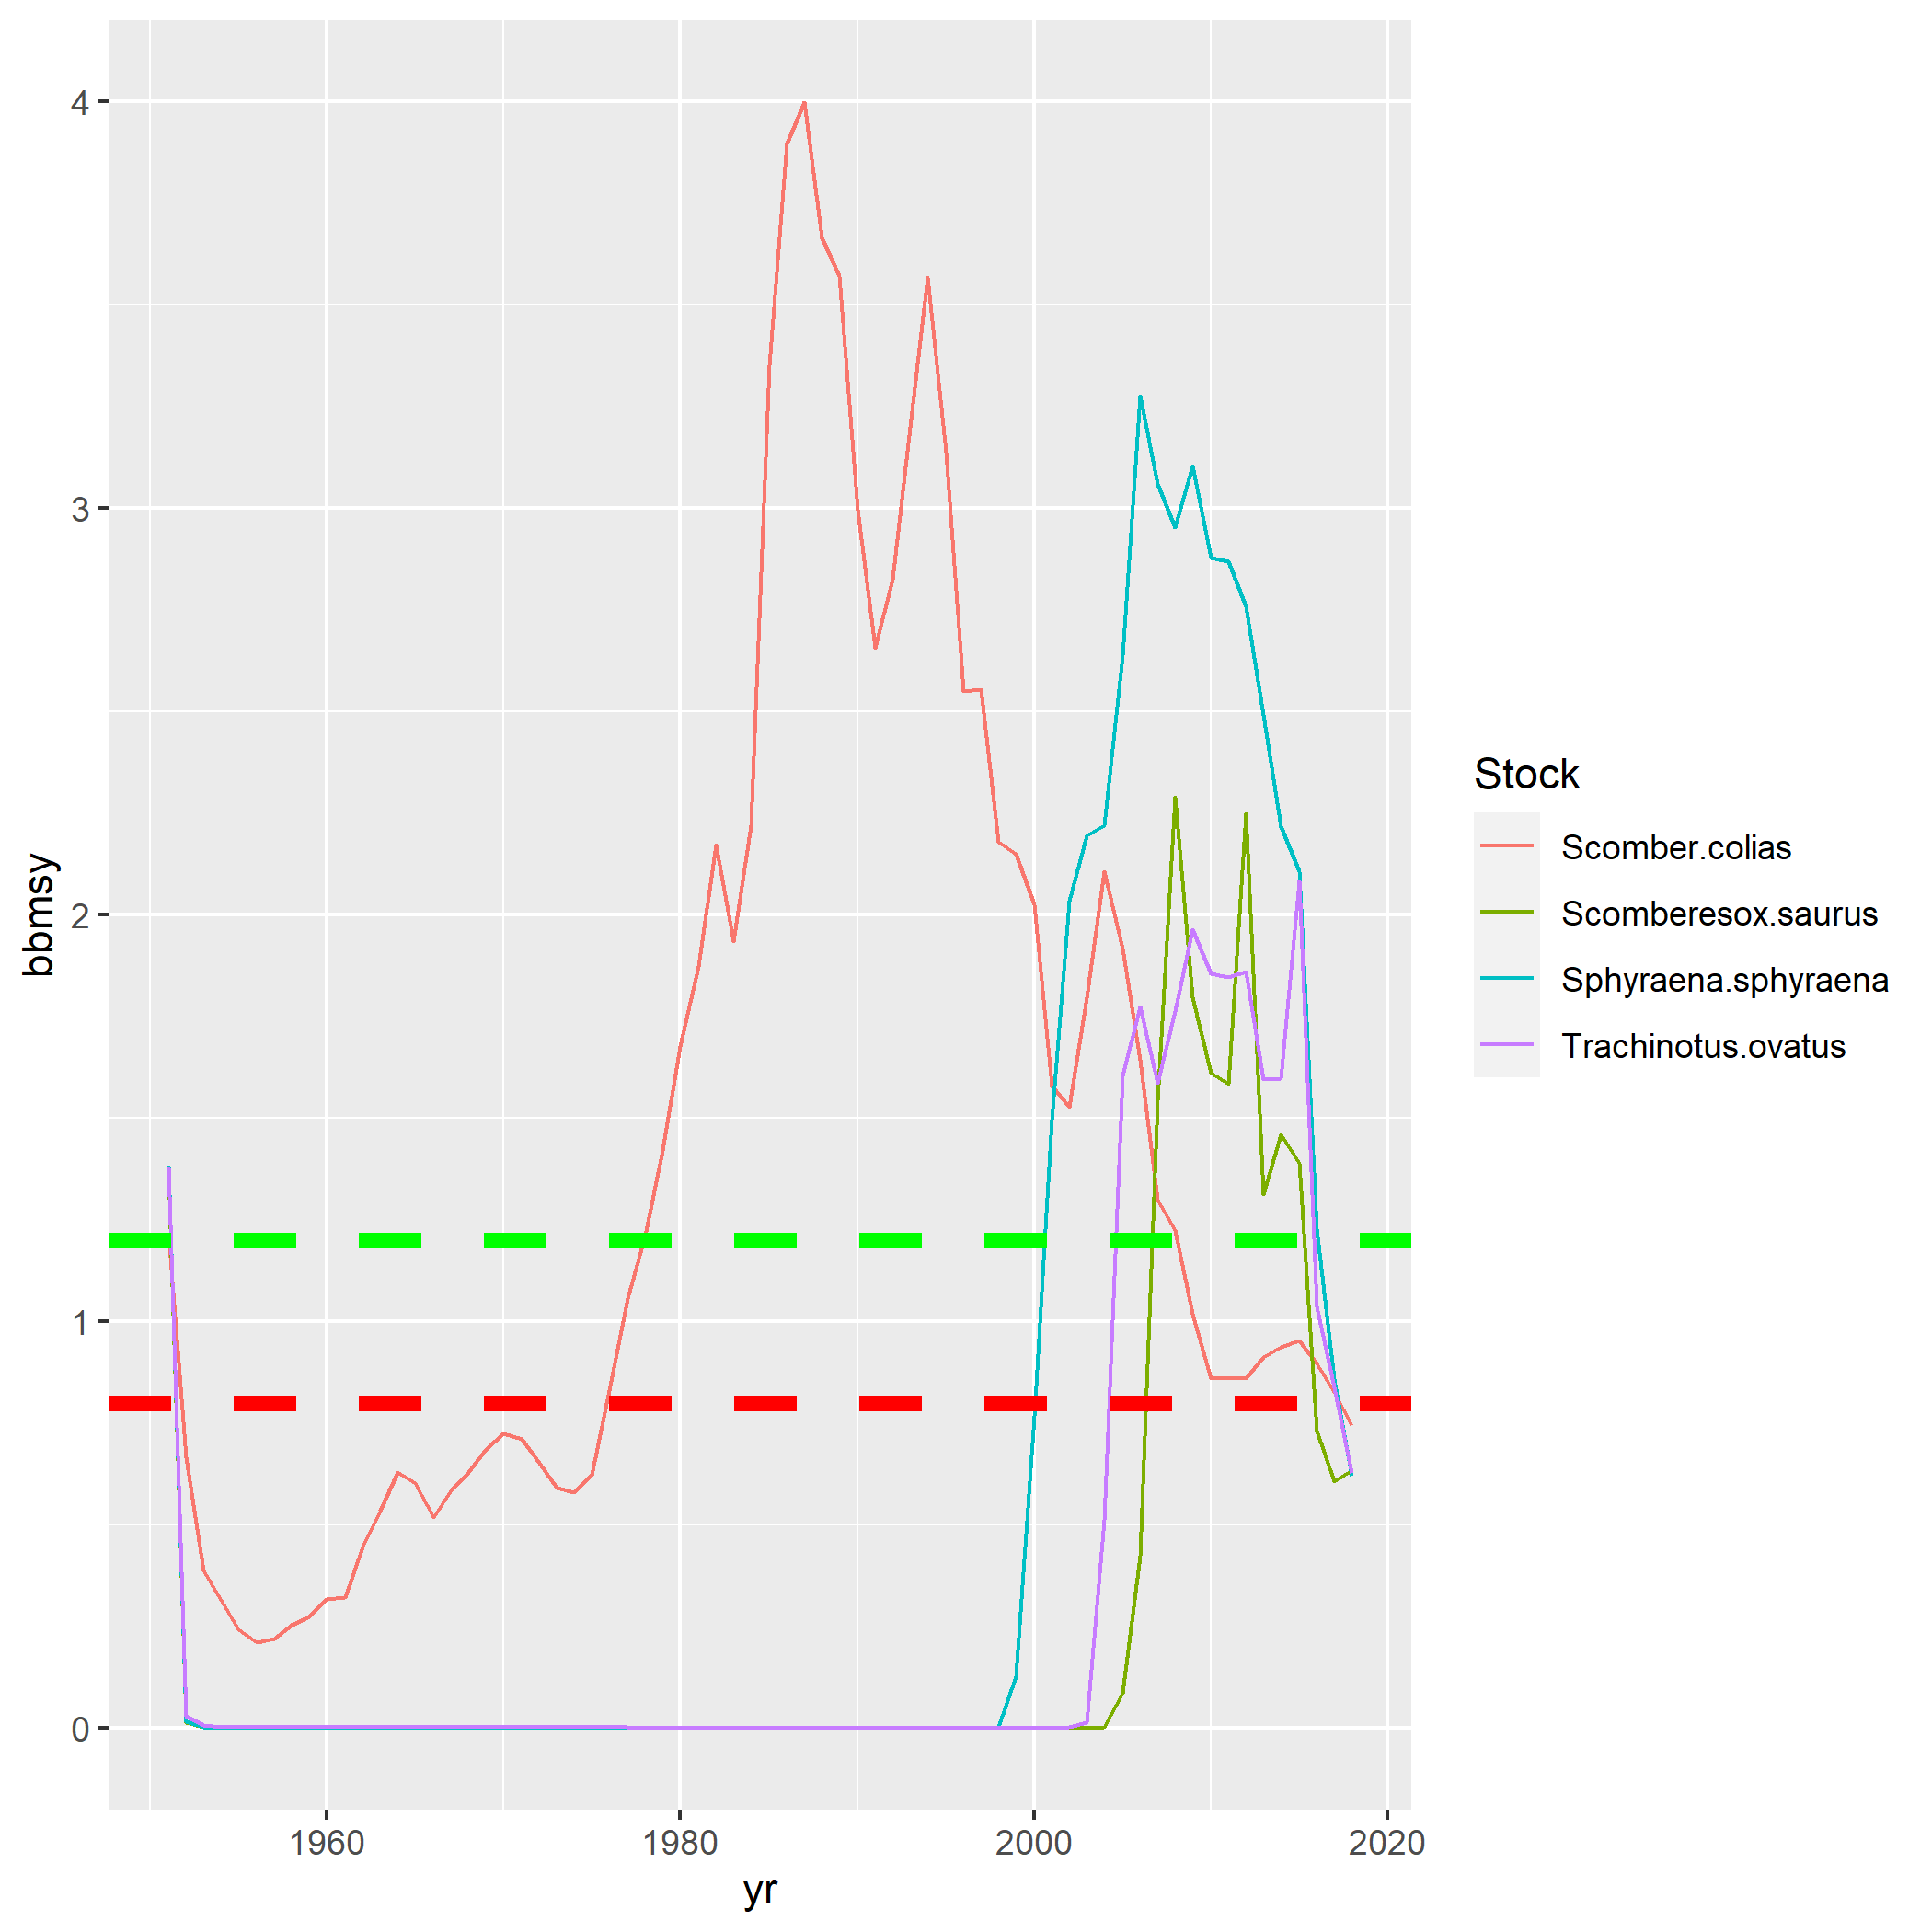 4
3
2
1
0
bbmsy
1960
1980
2000
2020
yr
Stock
Scomber.colias
Scomberesox.saurus
Sphyraena.sphyraena
Trachinotus.ovatus